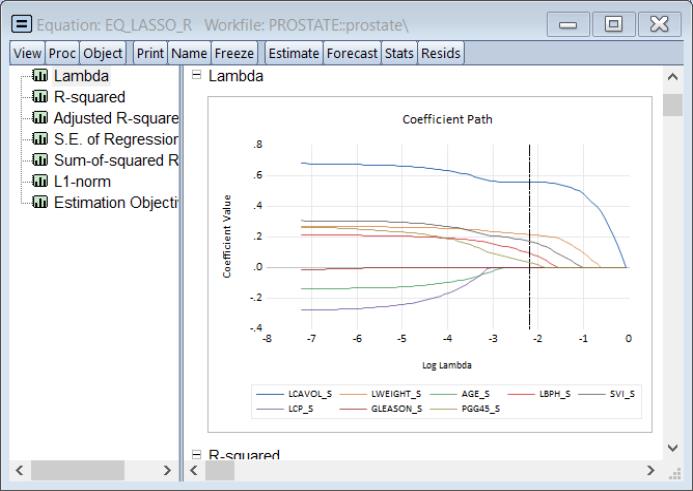 Equation: EQ_LASSO_R Workfile: PROSTATE::prostate\
View Proc Object Print Name Freeze Estimate Forecast Stats Resids
Lambda
R-squared
Adjusted R-square
S.E. of Regression
Sum-of-squared R
L1-norm
Estimation Objecti
Lambda
Coefficient Path
Coefficient Value
.8
.6
.4
.2
.0
-.2
-.4
-8 -7 -6 -5 -4 -3 -2 -1 0
Log Lambda
LCAVOL_S LWEIGHT_S AGE_S LBPH_S SVI_S
LCP_S GLEASON_S PGG45_S
R-squared